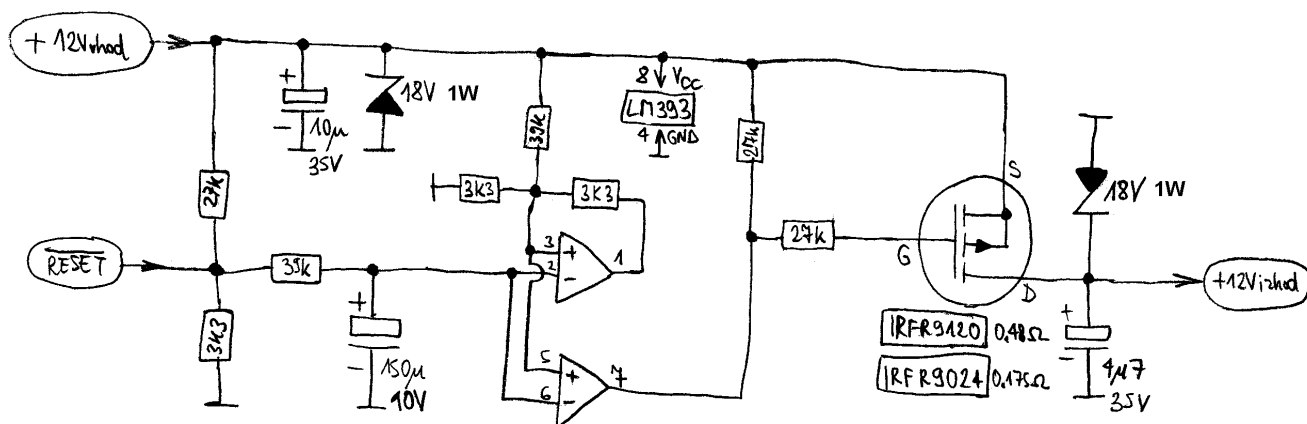 + 12Vvhod
+
10µ
-
35V
18V 1W
39k
8 VCC
LM393
4 GND
27k
27k
3K3
3K3
S
18V 1W
RESET
39k
3
+
2
-
1
27k
G
D
+12Vizhod
3K3
+
150µ
-
10V
5
+
6
-
7
IRFR9120 0.48Ω
IRFR9024 0.175Ω
+
4µ7
-
35V